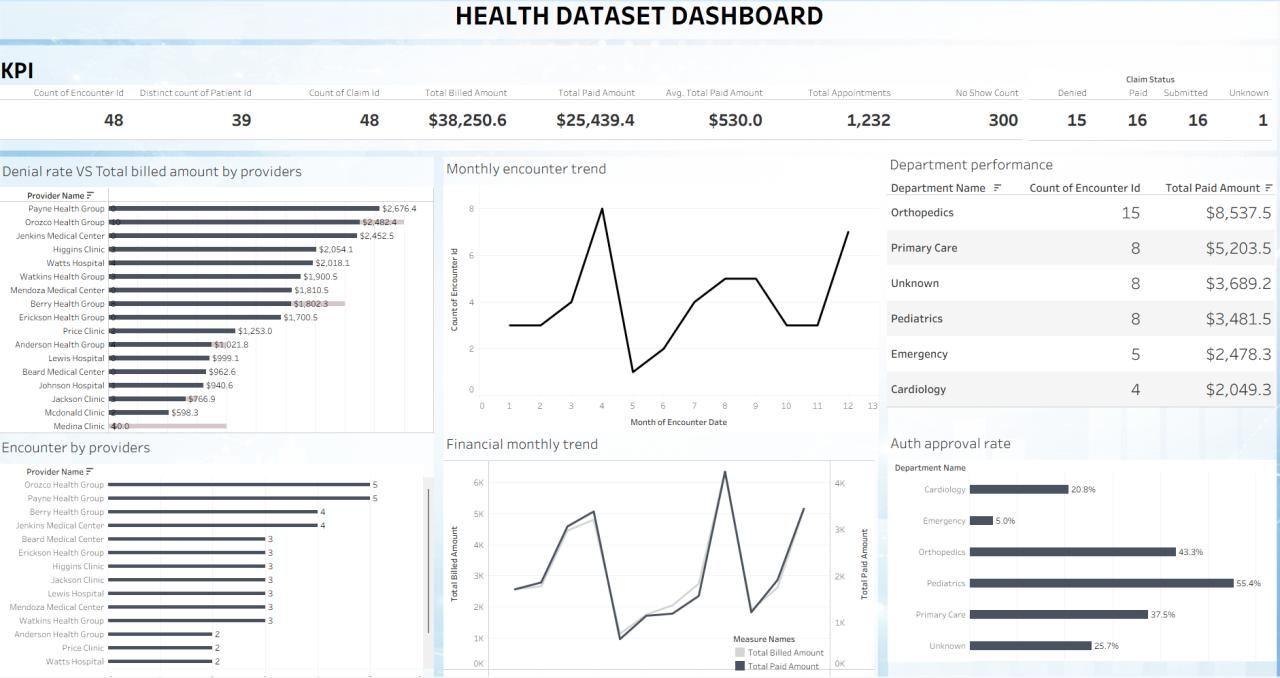 HEALTH DATASET DASHBOARD
KPI
Claim Status
Count of Encounter Id Distinct count of Patient Id Count of Claim Id Total Billed Amount Total Paid Amount Avg. Total Paid Amount Total Appointments No Show Count Denied Paid Submitted Unknown
48 39 48 $38,250.6 $25,439.4 $530.0 1,232 300 15 16 16 1
Denial rate VS Total billed amount by providers
Provider Name
Payne Health Group 0 $2,676.4
Orozco Health Group 10 $2,482.4
Jenkins Medical Center 0 $2,452.5
Higgins Clinic $2,054.1
Watts Hospital $2,018.1
Watkins Health Group $1,900.5
Mendoza Medical Center $1,810.5
Berry Health Group $1,802.3
Erickson Health Group $1,700.5
Price Clinic $1,253.0
Anderson Health Group $1,021.8
Lewis Hospital $999.1
Beard Medical Center $962.6
Johnson Hospital $940.6
Jackson Clinic $766.9
Mcdonald Clinic $598.3
Medina Clinic $0.0
Monthly encounter trend
Count of Encounter Id
8
6
4
2
0
0 1 2 3 4 5 6 7 8 9 10 11 12 13
Month of Encounter Date
Department performance
Department Name Count of Encounter Id Total Paid Amount
Orthopedics 15 $8,537.5
Primary Care 8 $5,203.5
Unknown 8 $3,689.2
Pediatrics 8 $3,481.5
Emergency 5 $2,478.3
Cardiology 4 $2,049.3
Encounter by providers
Provider Name
Orozco Health Group 5
Payne Health Group 5
Berry Health Group 4
Jenkins Medical Center 4
Beard Medical Center 3
Erickson Health Group 3
Higgins Clinic 3
Jackson Clinic 3
Lewis Hospital 3
Mendoza Medical Center 3
Watkins Health Group 3
Anderson Health Group 2
Price Clinic 2
Watts Hospital 2
Financial monthly trend
Total Billed Amount
6K
5K
4K
3K
2K
1K
0K
4K
3K
2K
1K
0K
Total Paid Amount
Measure Names
Total Billed Amount
Total Paid Amount
Auth approval rate
Department Name
Cardiology 20.8%
Emergency 5.0%
Orthopedics 43.3%
Pediatrics 55.4%
Primary Care 37.5%
Unknown 25.7%